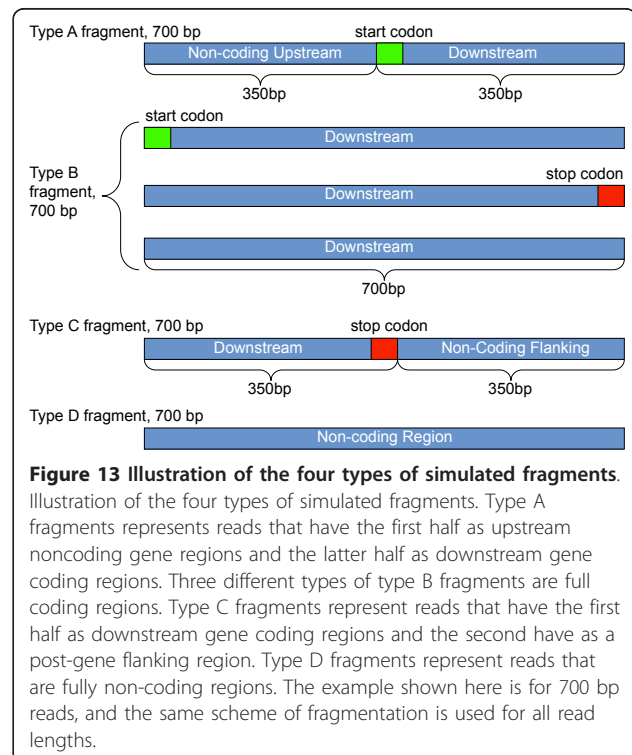 Type A fragment, 700 bp
start codon
Non-coding Upstream
Downstream
350bp
350bp
start codon
Downstream
Type B
fragment,
700 bp
stop codon
Downstream
Downstream
700bp
Type C fragment, 700 bp
stop codon
Downstream
Non-Coding Flanking
350bp
350bp
Type D fragment, 700 bp
Non-coding Region
Figure 13 Illustration of the four types of simulated fragments.
Illustration of the four types of simulated fragments. Type A
fragments represents reads that have the first half as upstream
noncoding gene regions and the latter half as downstream gene
coding regions. Three different types of type B fragments are full
coding regions. Type C fragments represent reads that have the first
half as downstream gene coding regions and the second have as a
post-gene flanking region. Type D fragments represent reads that
are fully non-coding regions. The example shown here is for 700 bp
reads, and the same scheme of fragmentation is used for all read
lengths.